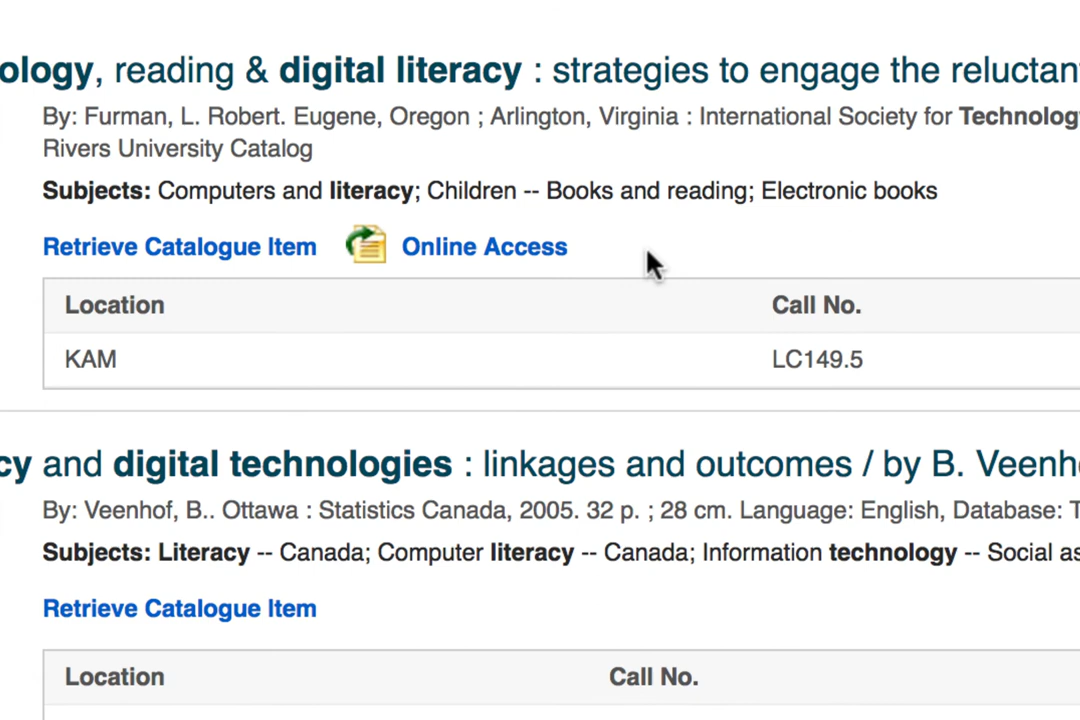 ology, reading & digital literacy : strategies to engage the reluctan
By: Furman, L. Robert. Eugene, Oregon ; Arlington, Virginia : International Society for Technolog
Rivers University Catalog
Subjects: Computers and literacy; Children -- Books and reading; Electronic books
Retrieve Catalogue Item Online Access
Location Call No.
KAM LC149.5
cy and digital technologies : linkages and outcomes / by B. Veenh
By: Veenhof, B.. Ottawa : Statistics Canada, 2005. 32 p. ; 28 cm. Language: English, Database: T
Subjects: Literacy -- Canada; Computer literacy -- Canada; Information technology -- Social as
Retrieve Catalogue Item
Location Call No.